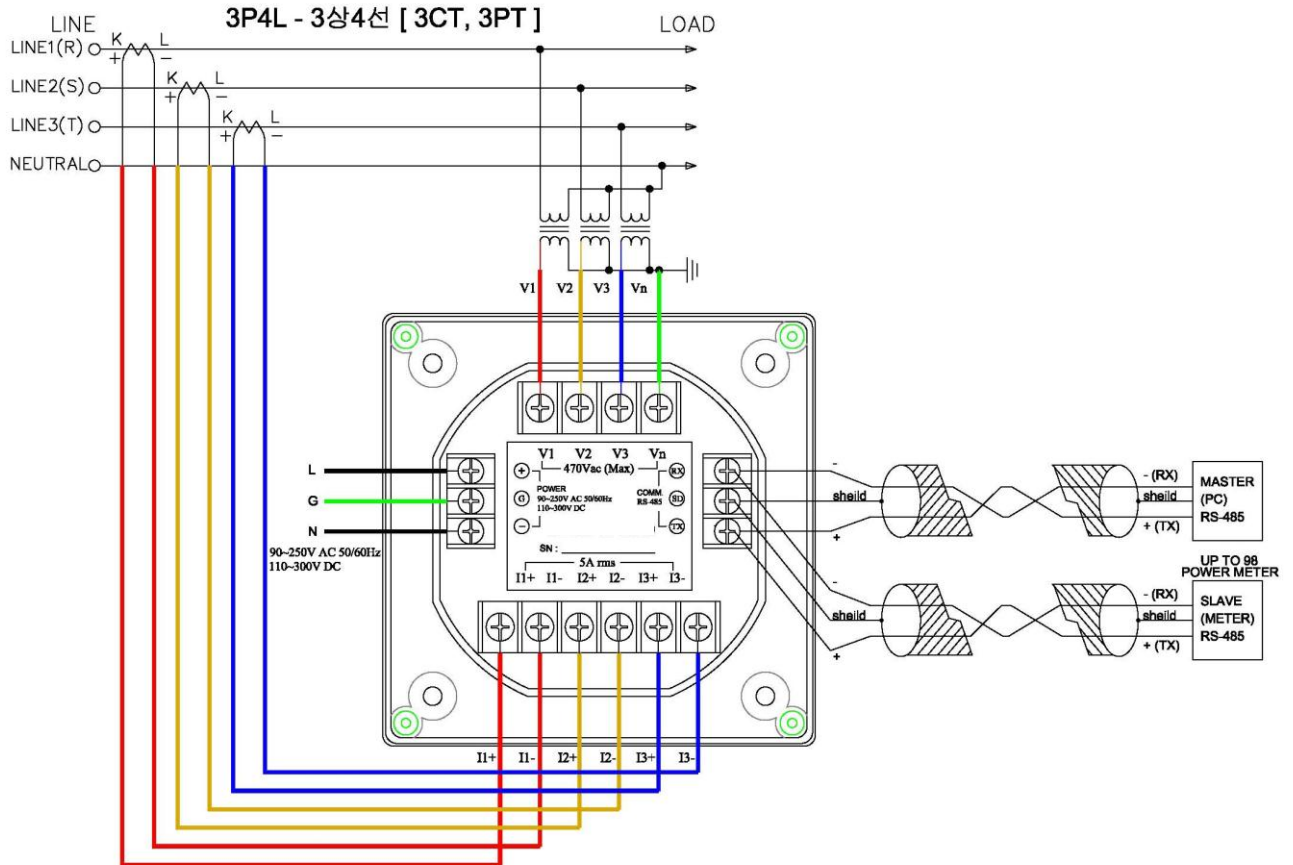 3P4L - 3상4선 [ 3CT, 3PT ]
LINE
LOAD
LINE1(R)
K
L
+
-
LINE2(S)
K
L
+
-
LINE3(T)
K
L
+
-
NEUTRAL
V1
V2
V3
Vn
V1
V2
V3
Vn
470Vac (Max)
+
POWER
90~250V AC 50/60Hz
110~300V DC
G
-
COMM.
RS-485
RX
SD
TX
SN :
5A rms
I1+
I1-
I2+
I2-
I3+
I3-
L
G
N
90~250V AC 50/60Hz
110~300V DC
-
sheild
+
- (RX)
sheild
+ (TX)
MASTER
(PC)
RS-485
UP TO 98
POWER METER
-
sheild
+
- (RX)
sheild
+ (TX)
SLAVE
(METER)
RS-485
I1+
I1-
I2+
I2-
I3+
I3-